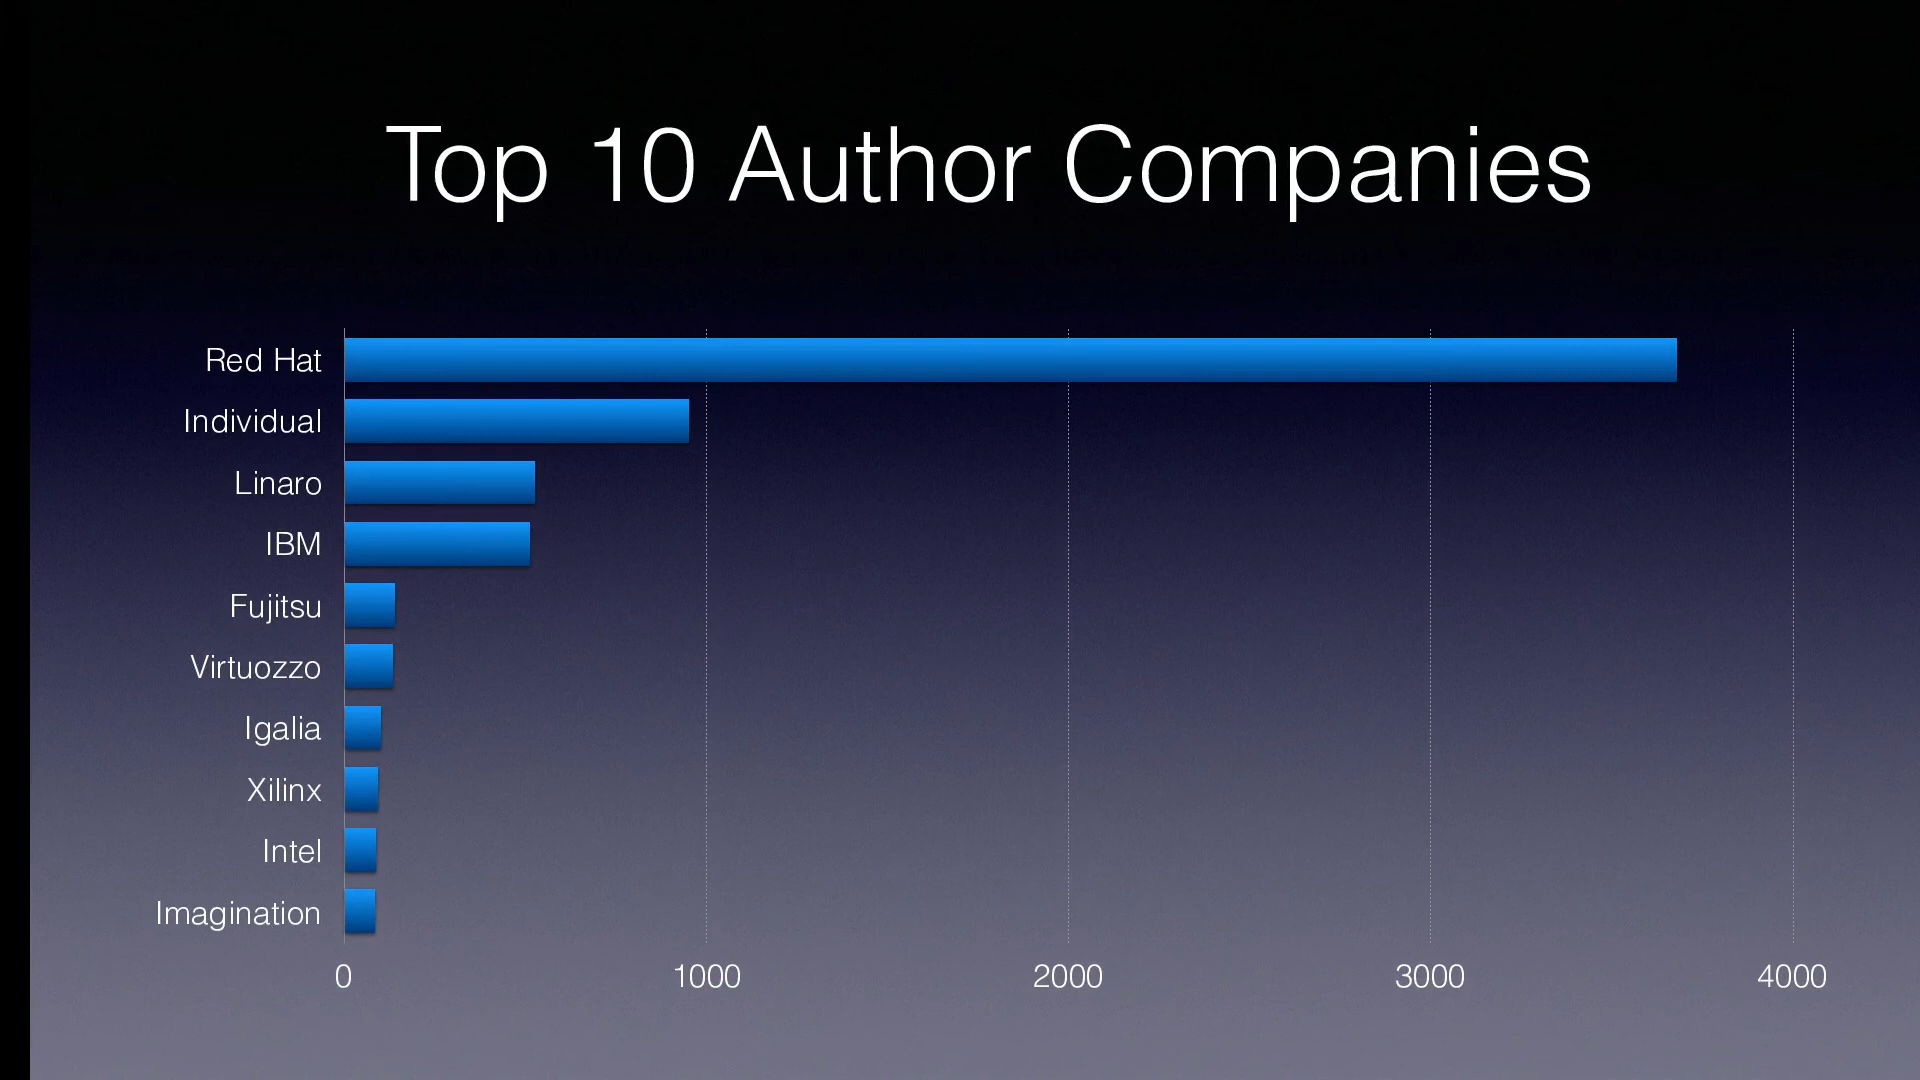 Top 10 Author Companies
Red Hat
Individual
Linaro
IBM
Fujitsu
Virtuozzo
Igalia
Xilinx
Intel
Imagination
0 1000 2000 3000 4000